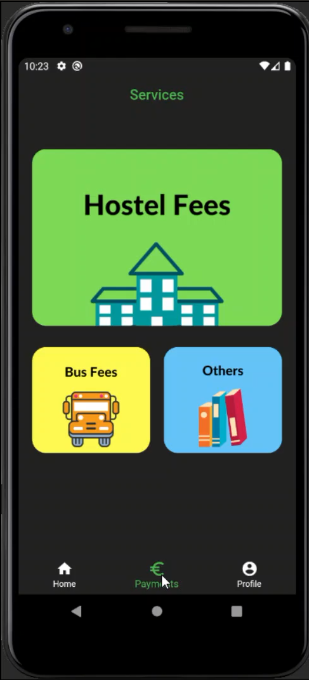 10:23
Services
Hostel Fees
Bus Fees
Others
Home
Payments
Profile